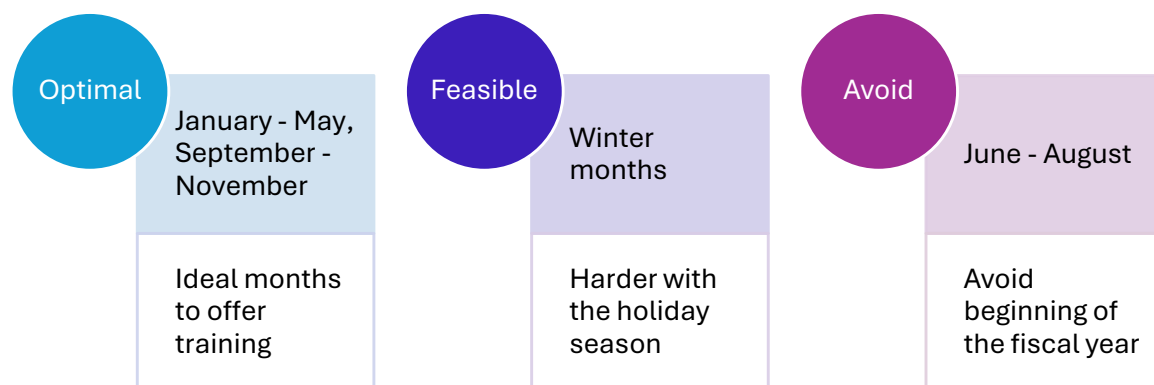 Optimal
January - May,
September -
November
Ideal months
to offer
training
Feasible
Winter
months
Harder with
the holiday
season
Avoid
June - August
Avoid
beginning of
the fiscal year